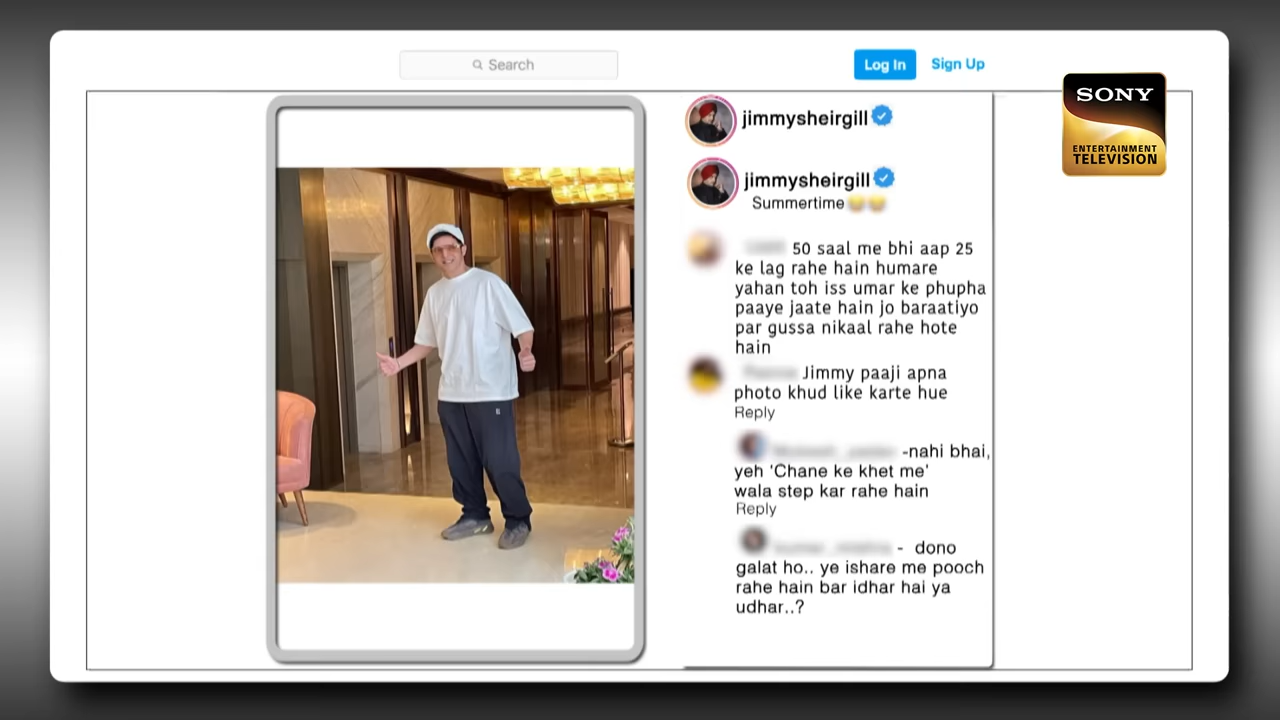 Search
Log In
Sign Up
SONY
ENTERTAINMENT
TELEVISION
jimmysheirgill
jimmysheirgill
Summertime
50 saal me bhi aap 25
ke lag rahe hain humare
yahan toh iss umar ke phupha
paaye jaate hain jo baraatiyo
par gussa nikaal rahe hote
hain
Jimmy paaji apna
photo khud like karte hue
Reply
-nahi bhai,
yeh ‘Chane ke khet me’
wala step kar rahe hain
Reply
- dono
galat ho.. ye ishare me pooch
rahe hain bar idhar hai ya
udhar..?